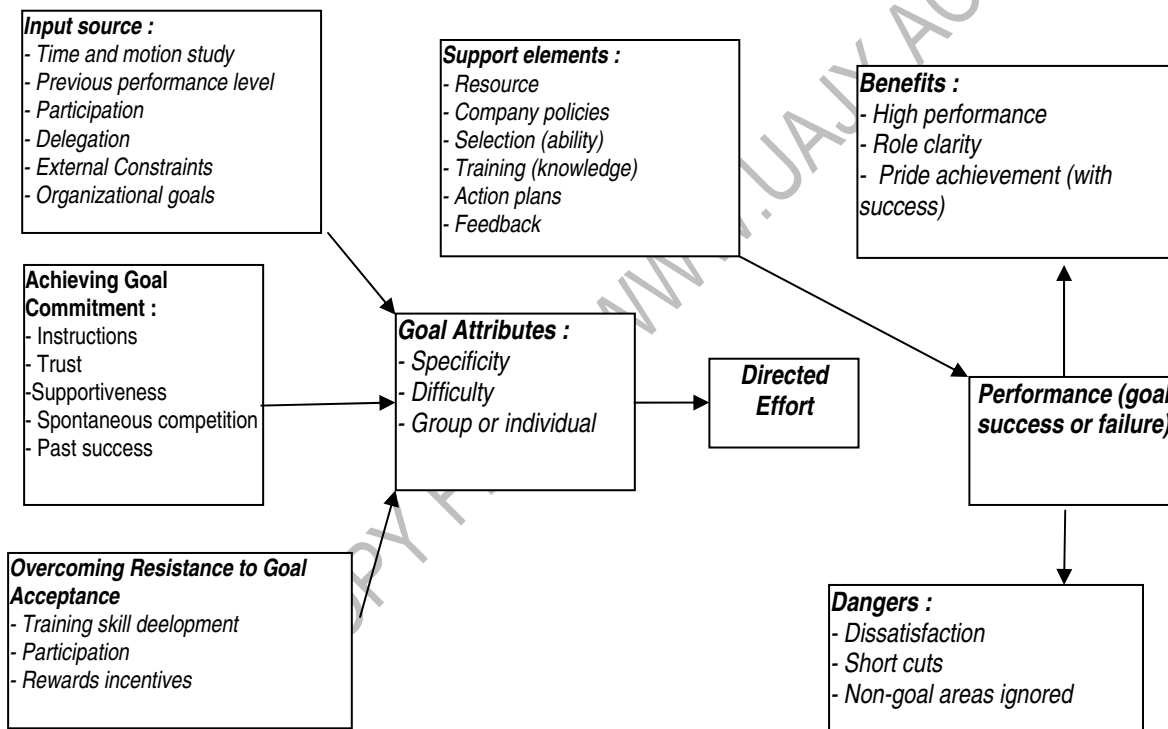 Input source :
- Time and motion study
- Previous performance level
- Participation
- Delegation
- External Constraints
- Organizational goals
Support elements :
- Resource
- Company policies
- Selection (ability)
- Training (knowledge)
- Action plans
- Feedback
Benefits :
- High performance
- Role clarity
- Pride achievement (with
success)
Achieving Goal
Commitment :
- Instructions
- Trust
-Supportiveness
- Spontaneous competition
- Past success
Goal Attributes :
- Specificity
- Difficulty
- Group or individual
Directed
Effort
Performance (goal
success or failure)
Overcoming Resistance to Goal
Acceptance
- Training skill deelopment
- Participation
- Rewards incentives
Dangers :
- Dissatisfaction
- Short cuts
- Non-goal areas ignored